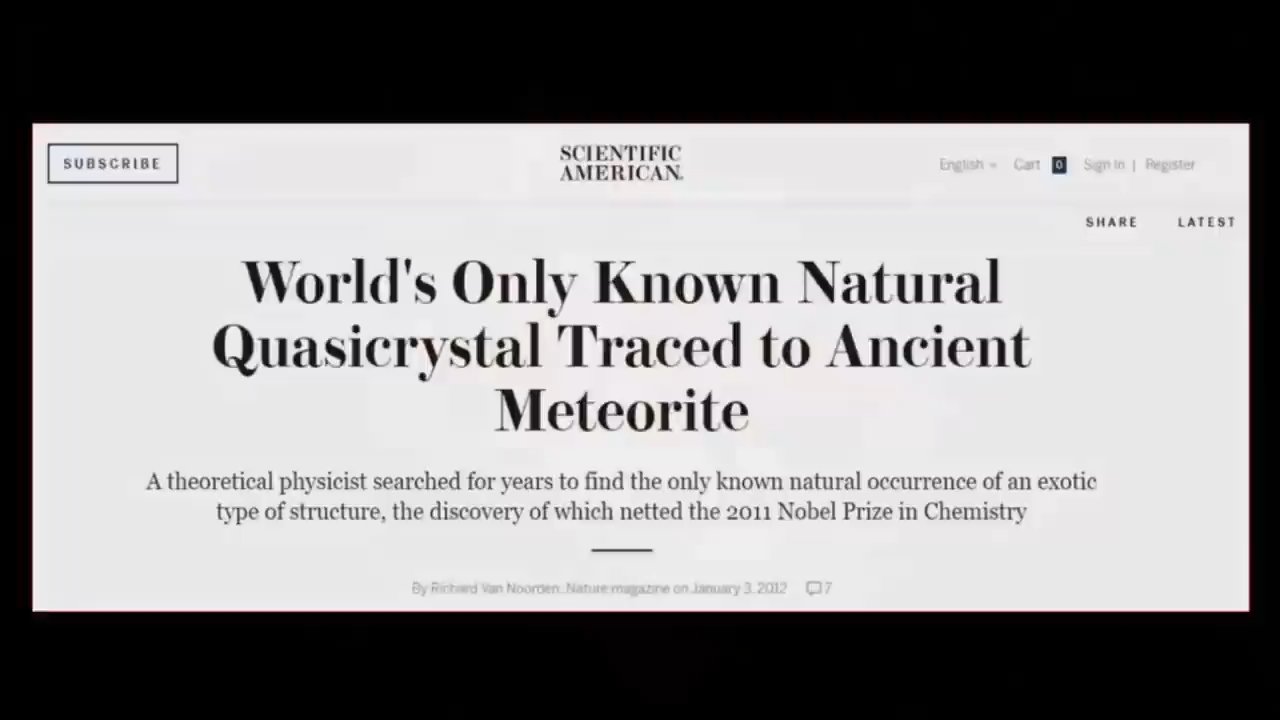 SUBSCRIBE
SCIENTIFIC
AMERICAN.
English Cart 0 Sign In | Register
SHARE LATEST
World's Only Known Natural
Quasicrystal Traced to Ancient
Meteorite
A theoretical physicist searched for years to find the only known natural occurrence of an exotic
type of structure, the discovery of which netted the 2011 Nobel Prize in Chemistry
By Richard Van Noorden, Nature magazine on January 3, 2012 7